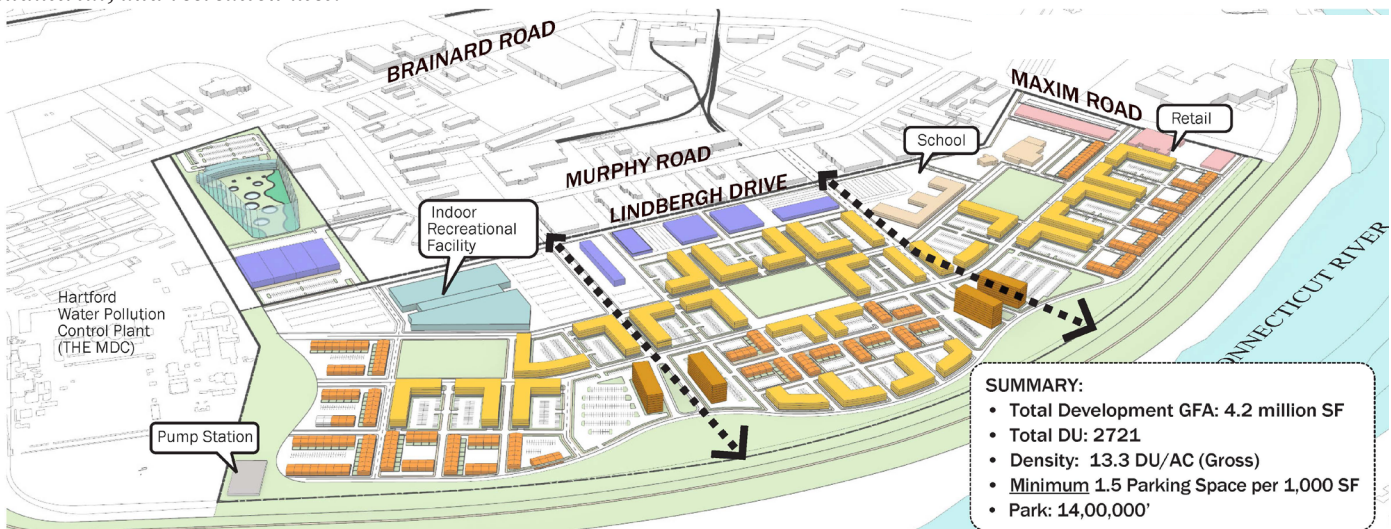 BRAINARD ROAD
MAXIM ROAD
Retail
School
MURPHY ROAD
LINDBERGH DRIVE
Indoor
Recreational
Facility
Hartford
Water Pollution
Control Plant
(THE MDC)
Pump Station
ONNECTICUT RIVER
SUMMARY:
• Total Development GFA: 4.2 million SF
• Total DU: 2721
• Density: 13.3 DU/AC (Gross)
• Minimum 1.5 Parking Space per 1,000 SF
• Park: 14,00,000'